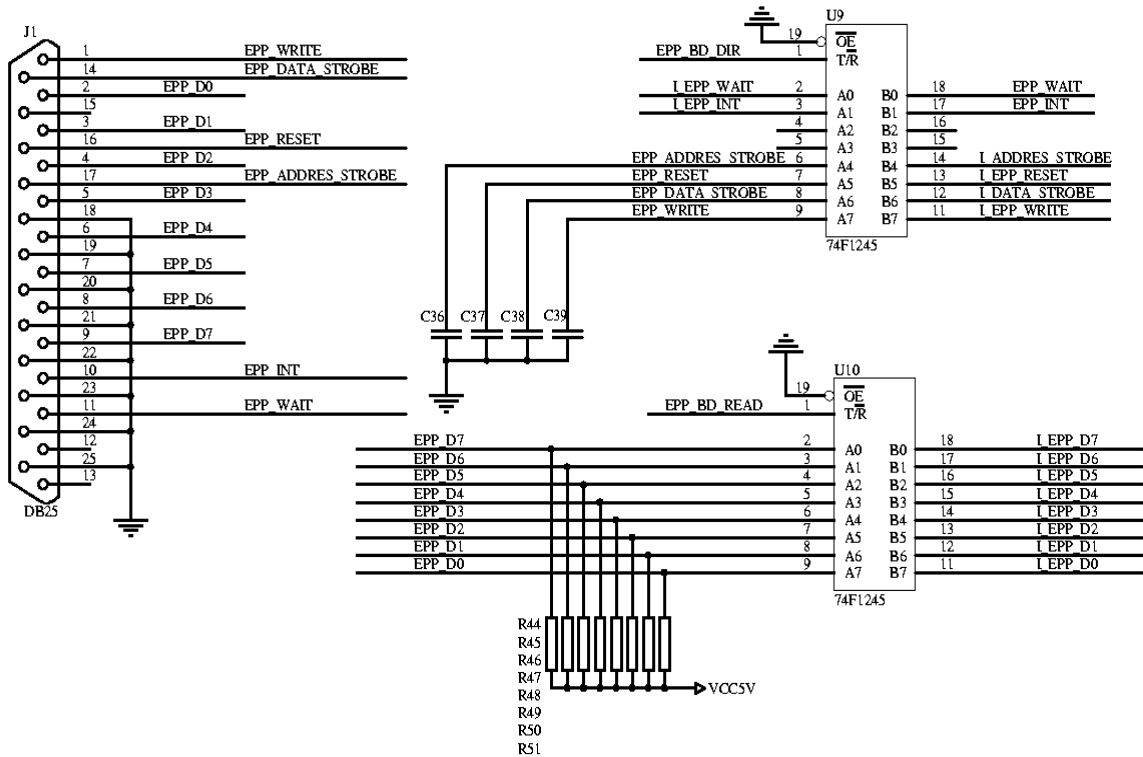 J1
1 EPP_WRITE
14 EPP_DATA_STROBE
2 EPP_D0
15
3 EPP_D1
16 EPP_RESET
4 EPP_D2
17 EPP_ADDRES_STROBE
5 EPP_D3
18
6 EPP_D4
19
7 EPP_D5
20
8 EPP_D6
21
9 EPP_D7
22
10 EPP_INT
23
11 EPP_WAIT
24
12
25
13
DB25
U9
19 OE
EPP_BD_DIR 1 T/R
I_EPP_WAIT 2 A0 B0 18 EPP_WAIT
I_EPP_INT 3 A1 B1 17 EPP_INT
4 A2 B2 16
5 A3 B3 15
EPP_ADDRES_STROBE 6 A4 B4 14 I_ADDRES_STROBE
EPP_RESET 7 A5 B5 13 I_EPP_RESET
EPP_DATA_STROBE 8 A6 B6 12 I_DATA_STROBE
EPP_WRITE 9 A7 B7 11 I_EPP_WRITE
74F1245
C36 C37 C38 C39
U10
19 OE
EPP_BD_READ 1 T/R
EPP_D7 2 A0 B0 18 I_EPP_D7
EPP_D6 3 A1 B1 17 I_EPP_D6
EPP_D5 4 A2 B2 16 I_EPP_D5
EPP_D4 5 A3 B3 15 I_EPP_D4
EPP_D3 6 A4 B4 14 I_EPP_D3
EPP_D2 7 A5 B5 13 I_EPP_D2
EPP_D1 8 A6 B6 12 I_EPP_D1
EPP_D0 9 A7 B7 11 I_EPP_D0
74F1245
R44
R45
R46
R47
R48
R49
R50
R51
VCC5V